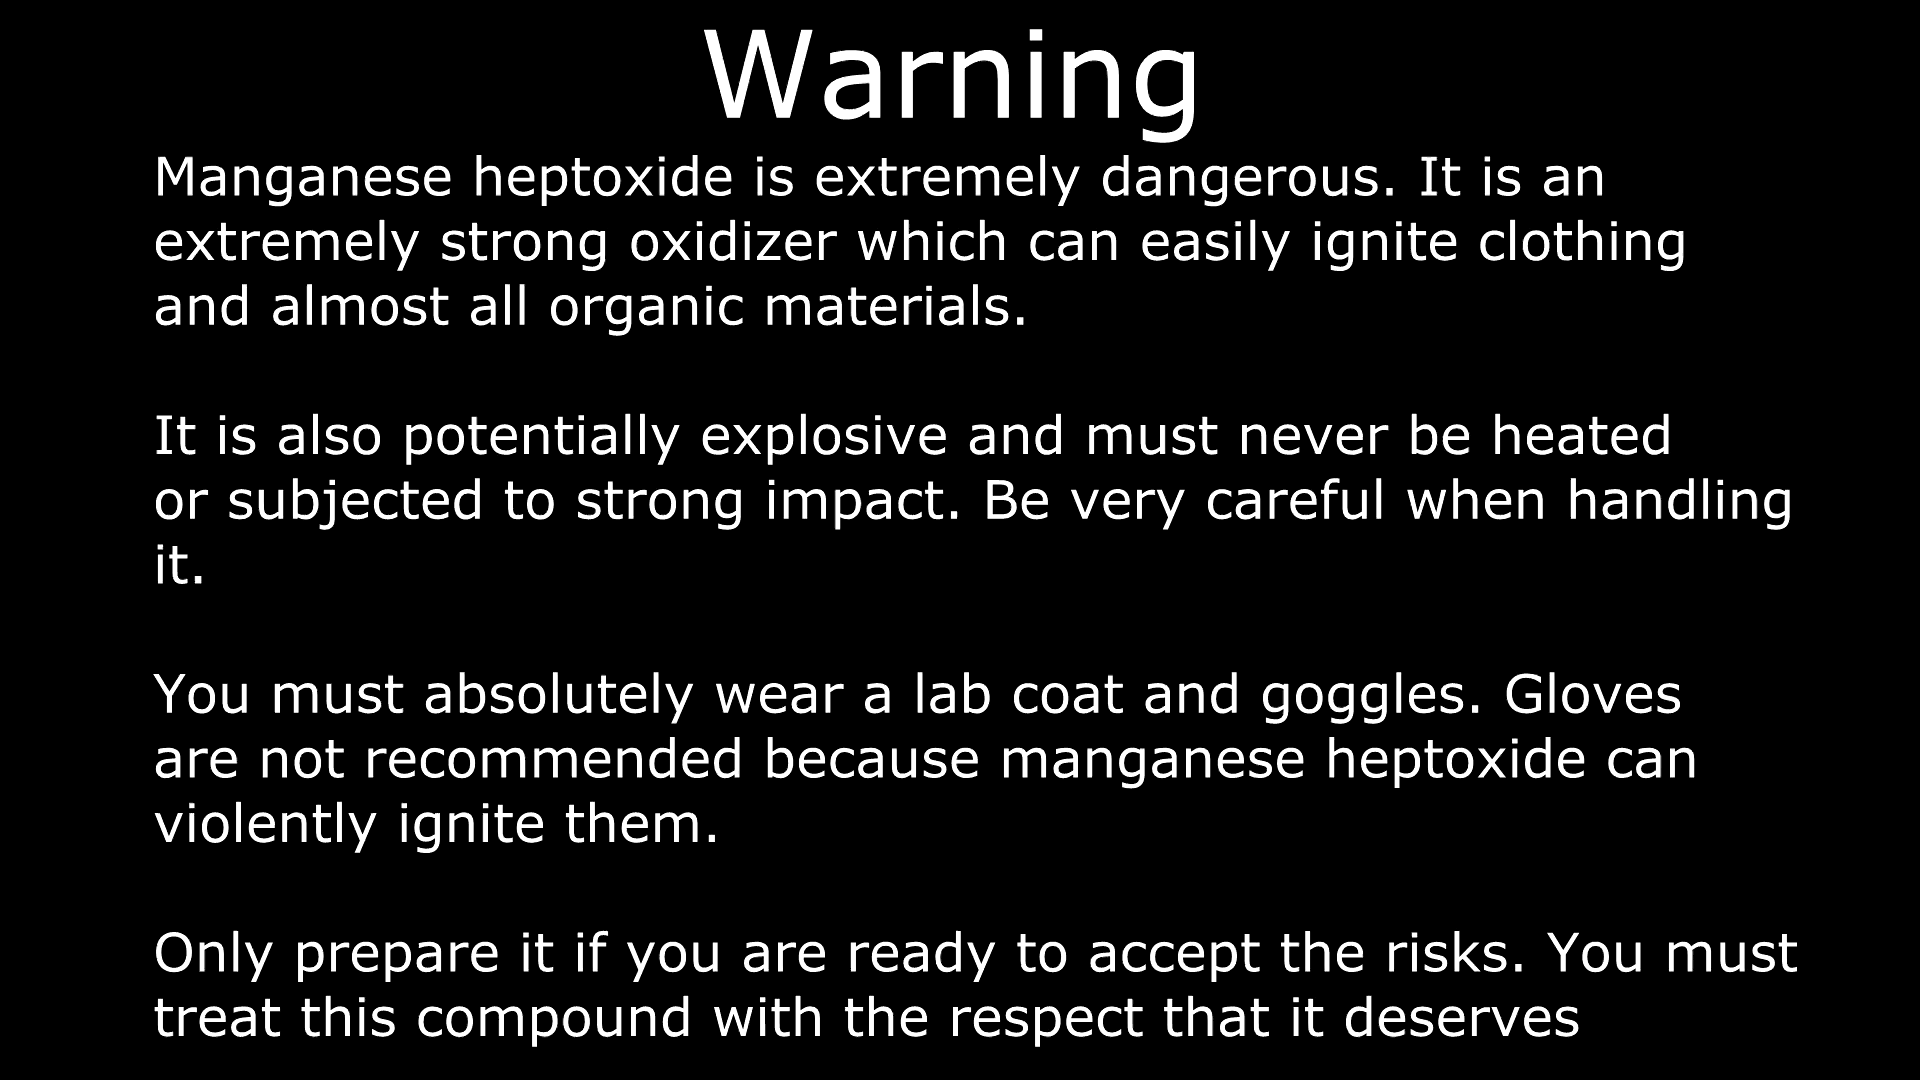 Warning
Manganese heptoxide is extremely dangerous. It is an
extremely strong oxidizer which can easily ignite clothing
and almost all organic materials.
It is also potentially explosive and must never be heated
or subjected to strong impact. Be very careful when handling
it.
You must absolutely wear a lab coat and goggles. Gloves
are not recommended because manganese heptoxide can
violently ignite them.
Only prepare it if you are ready to accept the risks. You must
treat this compound with the respect that it deserves